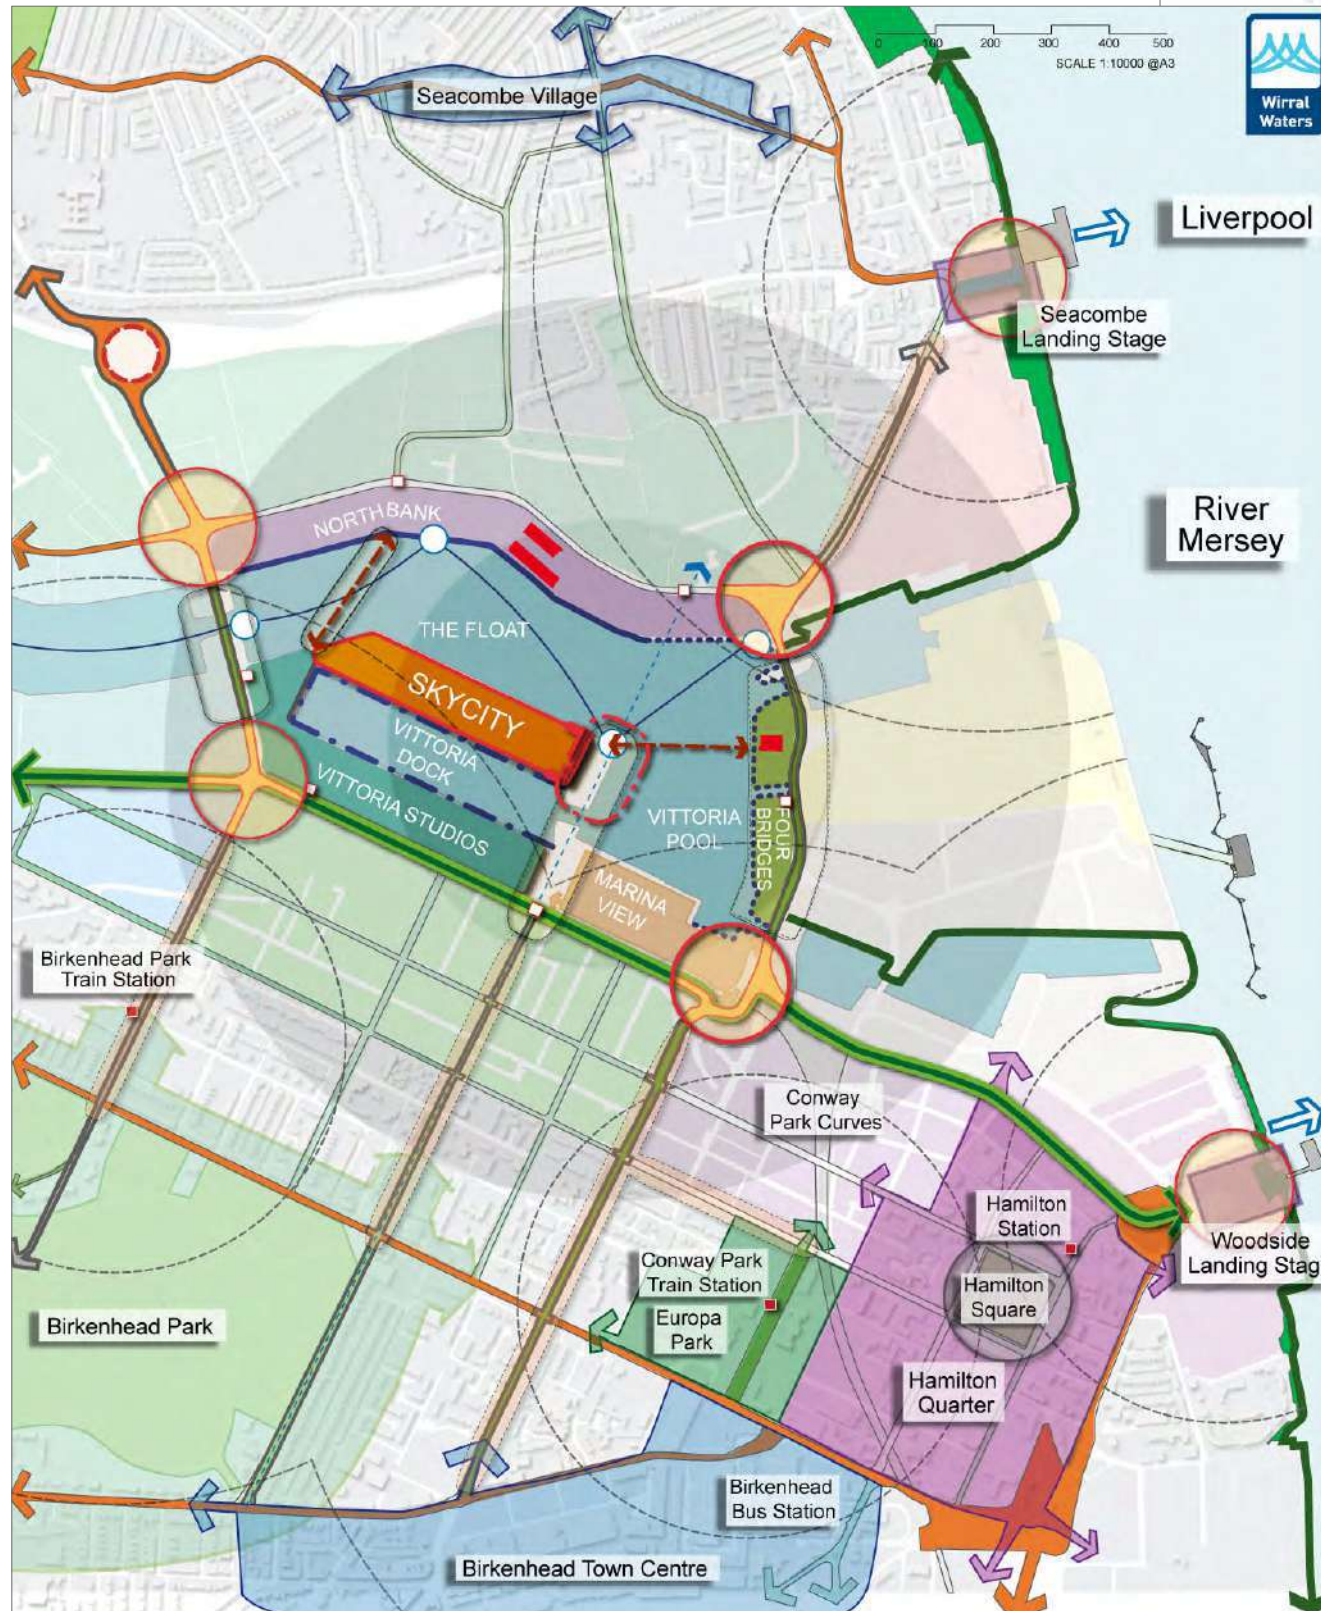 0 100 200 300 400 500
SCALE 1:10000 @A3
Wirral
Waters
Seacombe Village
Liverpool
Seacombe
Landing Stage
River
Mersey
NORTHBANK
THE FLOAT
SKYCITY
VITTORIA
DOCK
VITTORIA STUDIOS
VITTORIA
POOL
FOUR
BRIDGES
MARINA
VIEW
Birkenhead Park
Train Station
Conway
Park Curves
Hamilton
Station
Woodside
Landing Stag
Conway Park
Train Station
Hamilton
Square
Europa
Park
Birkenhead Park
Hamilton
Quarter
Birkenhead
Bus Station
Birkenhead Town Centre